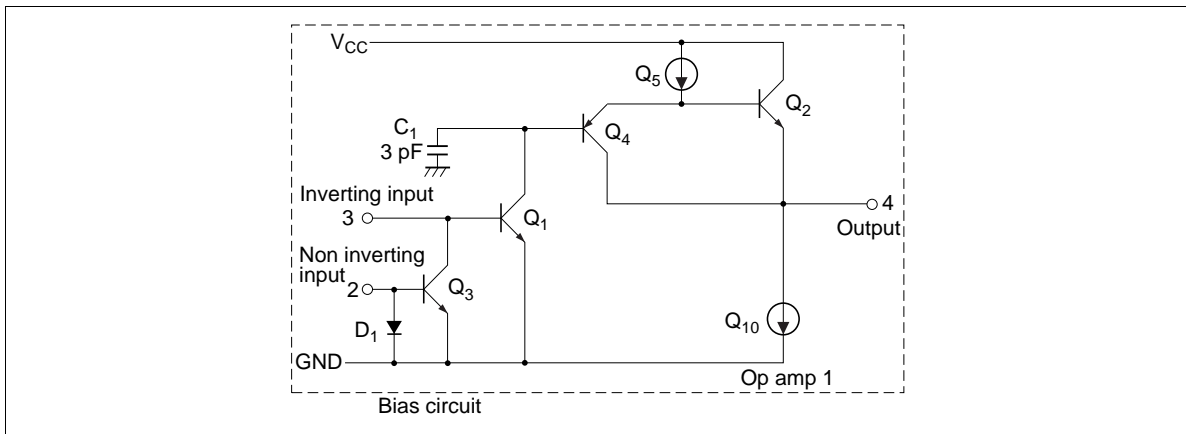 V_CC
Q5
Q2
C1
3 pF
Q4
Inverting input
3
Q1
4
Output
Non inverting
input
2
Q3
D1
Q10
GND
Op amp 1
Bias circuit